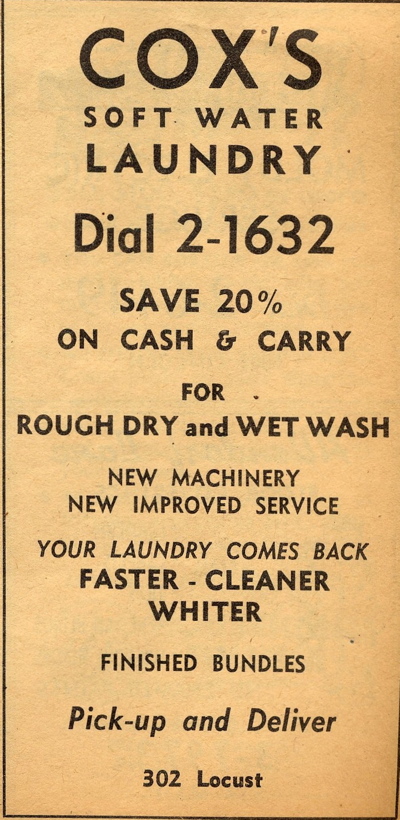 COX'S
SOFT WATER
LAUNDRY
Dial 2-1632
SAVE 20%
ON CASH & CARRY
FOR
ROUGH DRY and WET WASH
NEW MACHINERY
NEW IMPROVED SERVICE
YOUR LAUNDRY COMES BACK
FASTER - CLEANER
WHITER
FINISHED BUNDLES
Pick-up and Deliver
302 Locust